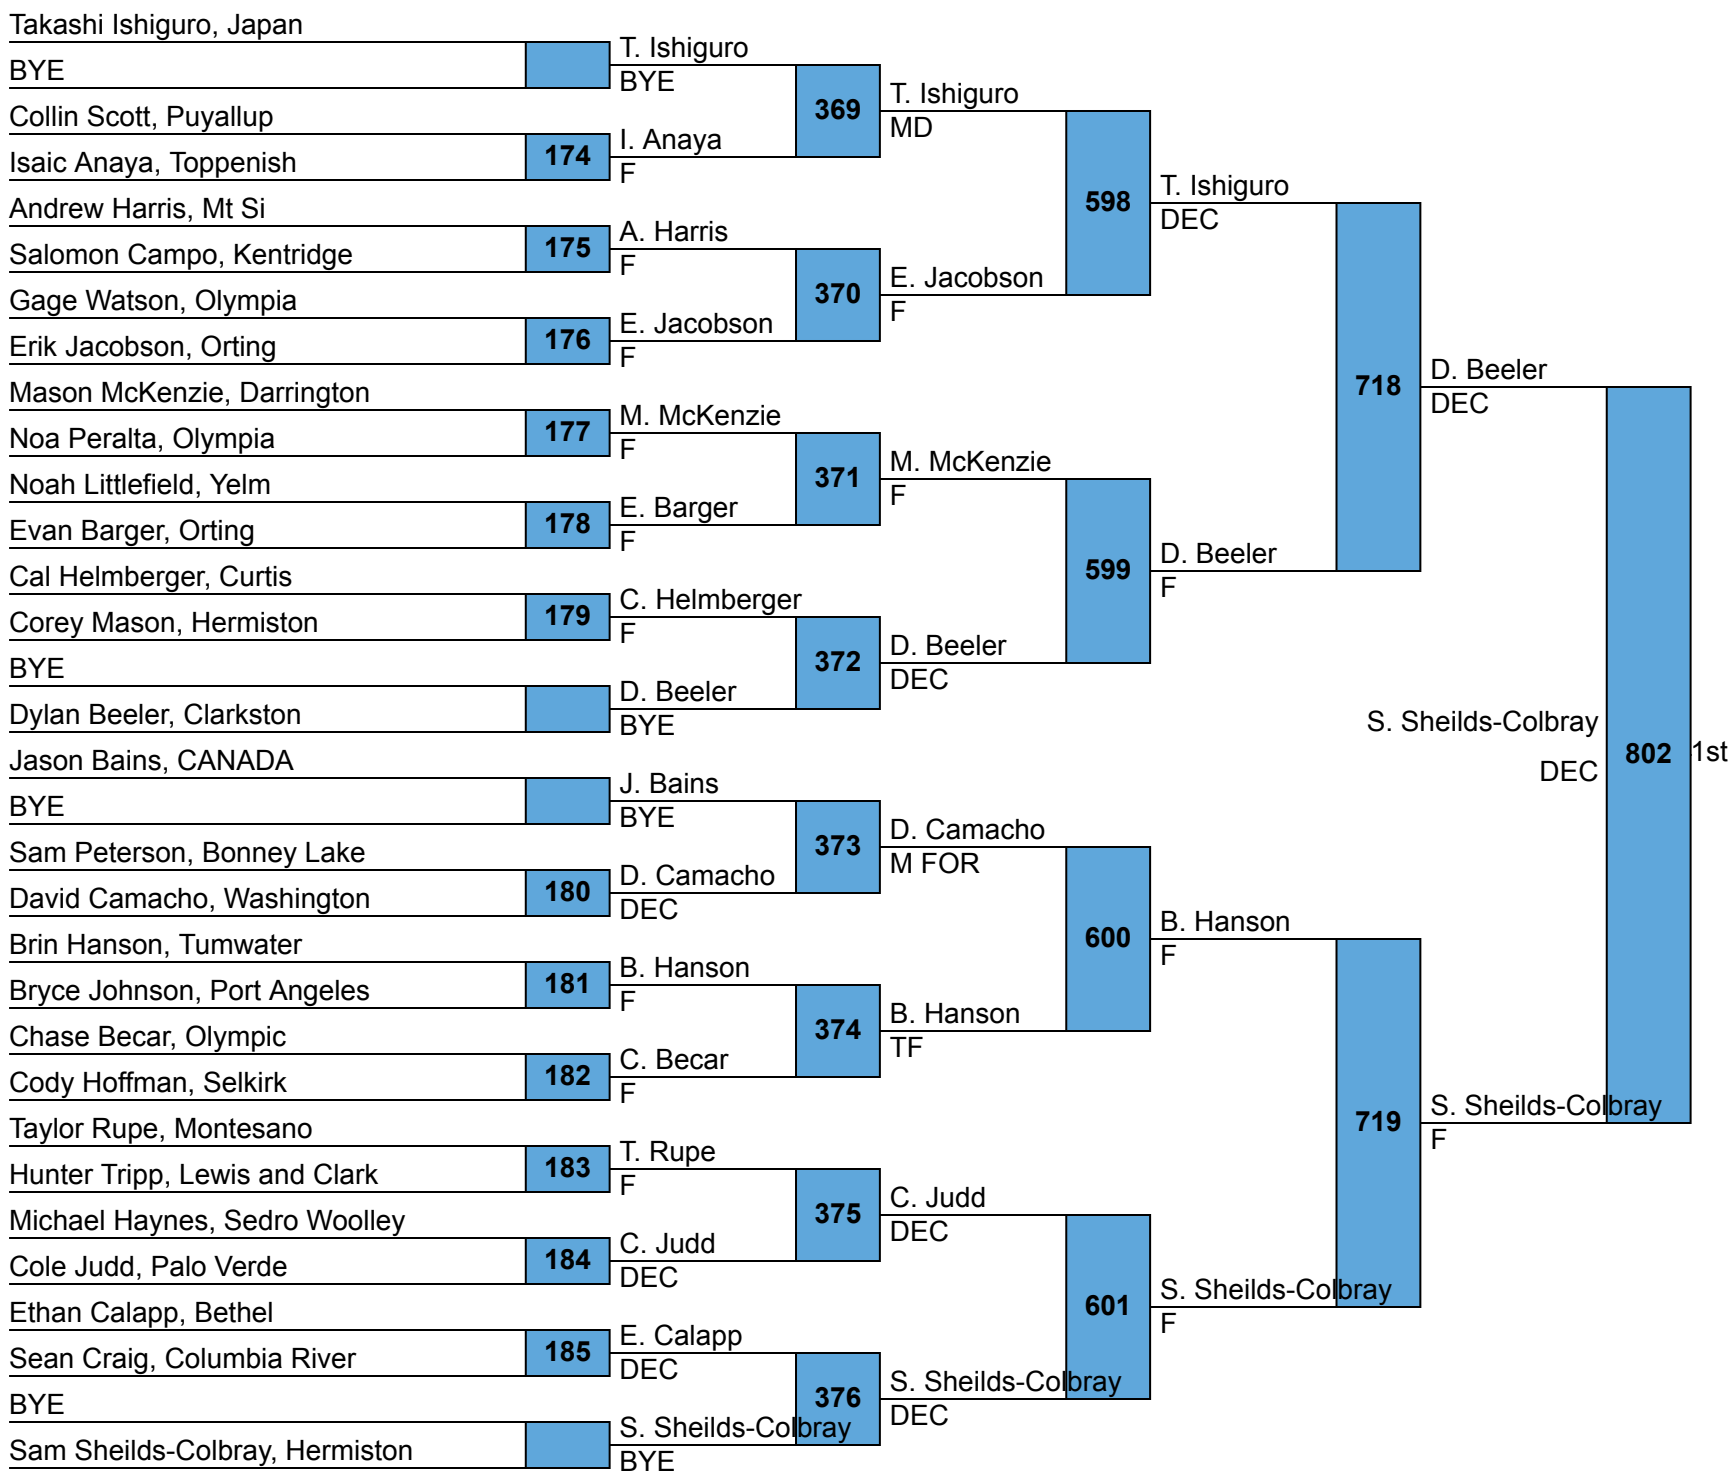 Takashi Ishiguro, Japan
BYE
Collin Scott, Puyallup
174
Isaic Anaya, Toppenish
Andrew Harris, Mt Si
175
Salomon Campo, Kentridge
Gage Watson, Olympia
176
Erik Jacobson, Orting
Mason McKenzie, Darrington
177
Noa Peralta, Olympia
Noah Littlefield, Yelm
178
Evan Barger, Orting
Cal Helmberger, Curtis
179
Corey Mason, Hermiston
BYE
Dylan Beeler, Clarkston
Jason Bains, CANADA
BYE
Sam Peterson, Bonney Lake
180
David Camacho, Washington
Brin Hanson, Tumwater
181
Bryce Johnson, Port Angeles
Chase Becar, Olympic
182
Cody Hoffman, Selkirk
Taylor Rupe, Montesano
183
Hunter Tripp, Lewis and Clark
Michael Haynes, Sedro Woolley
184
Cole Judd, Palo Verde
Ethan Calapp, Bethel
185
Sean Craig, Columbia River
BYE
Sam Sheilds-Colbray, Hermiston
T. Ishiguro
BYE
369
I. Anaya
F
A. Harris
F
370
E. Jacobson
F
M. McKenzie
F
371
E. Barger
F
C. Helmberger
F
372
D. Beeler
BYE
J. Bains
BYE
373
D. Camacho
DEC
B. Hanson
F
374
C. Becar
F
T. Rupe
F
375
C. Judd
DEC
E. Calapp
DEC
376
S. Sheilds-Colbray
BYE
T. Ishiguro
MD
598
E. Jacobson
F
M. McKenzie
F
599
D. Beeler
DEC
D. Camacho
M FOR
600
B. Hanson
TF
C. Judd
DEC
601
S. Sheilds-Colbray
DEC
T. Ishiguro
DEC
718
D. Beeler
F
B. Hanson
F
719
S. Sheilds-Colbray
F
D. Beeler
DEC
S. Sheilds-Colbray
DEC
802
1st
S. Sheilds-Colbray
F